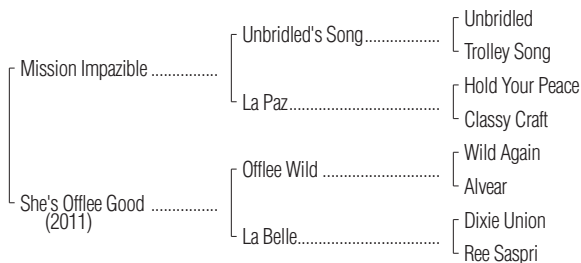 Unbridled
Unbridled's Song....................
Trolley Song
Mission Impazible ................
Hold Your Peace
La Paz........................................
Classy Craft
Wild Again
Offlee Wild ..............................
Alvear
She's Offlee Good ................
(2011)
Dixie Union
La Belle......................................
Ree Saspri